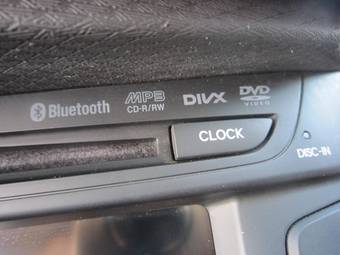 Bluetooth MP3 DIVX DVD
CD-R/RW VIDEO
CLOCK
DISC-IN